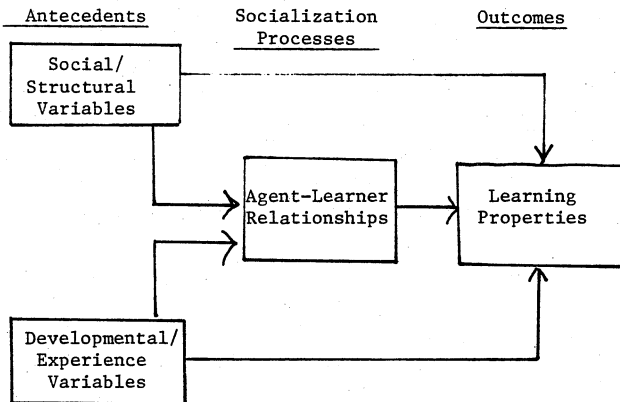 Antecedents
Socialization
Processes
Outcomes
Social/
Structural
Variables
Agent-Learner
Relationships
Learning
Properties
Developmental/
Experience
Variables